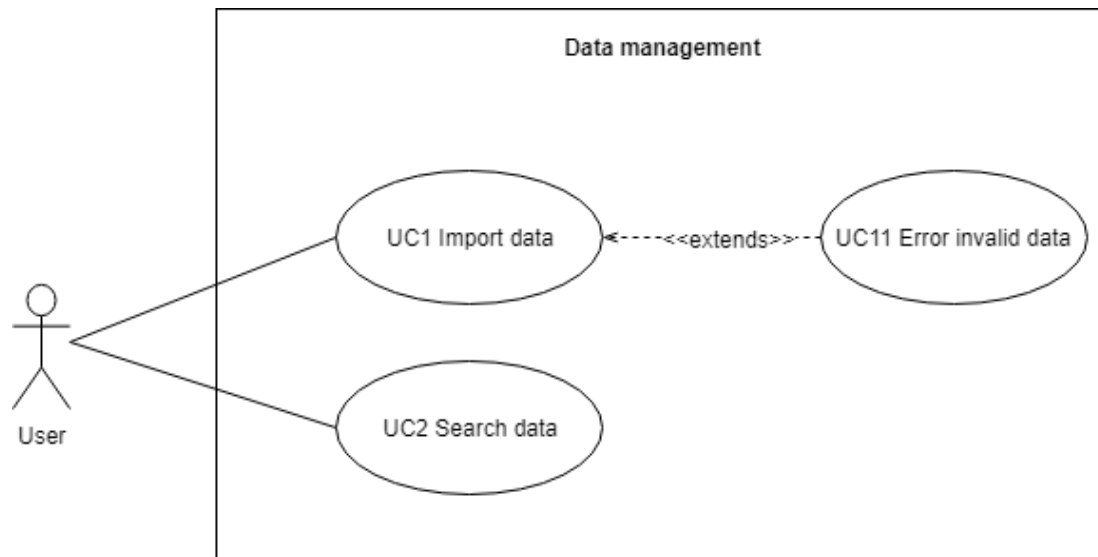 Data management
UC1 Import data
<<extends>>
UC11 Error invalid data
UC2 Search data
User